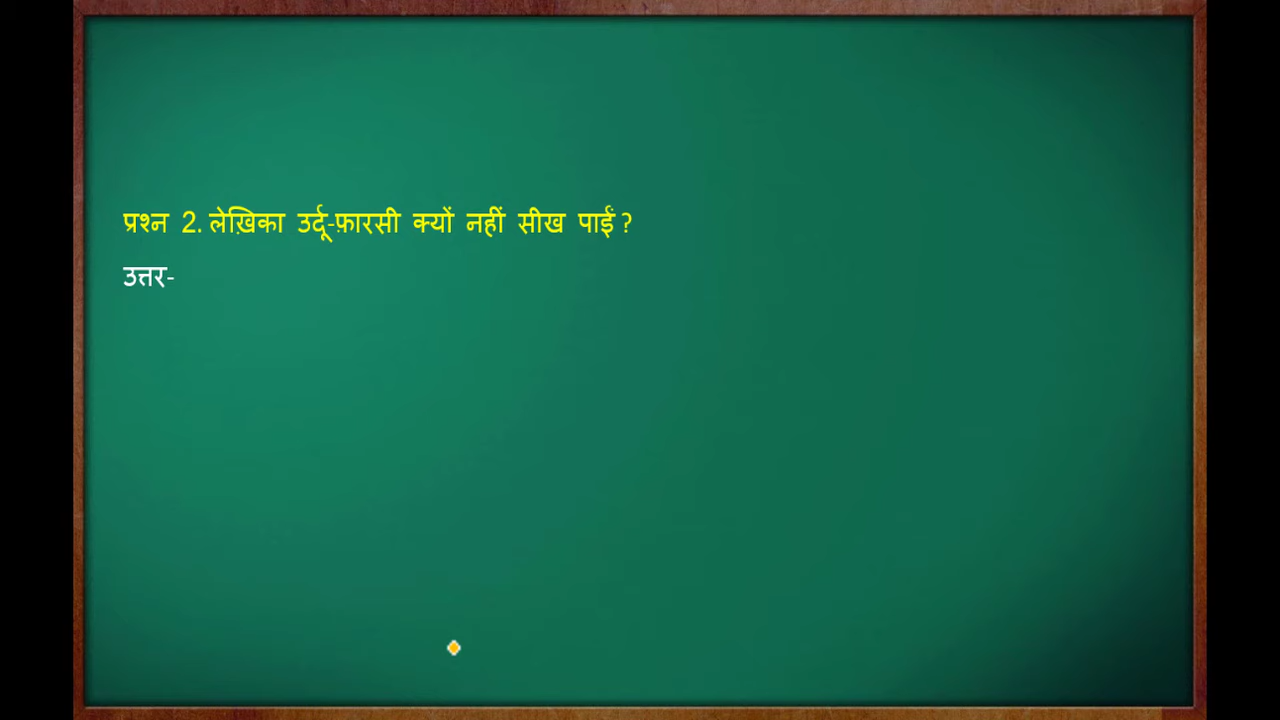 प्रश्न 2. लेख़िका उर्दू-फ़ारसी क्यों नहीं सीख पाईं ?
उत्तर-